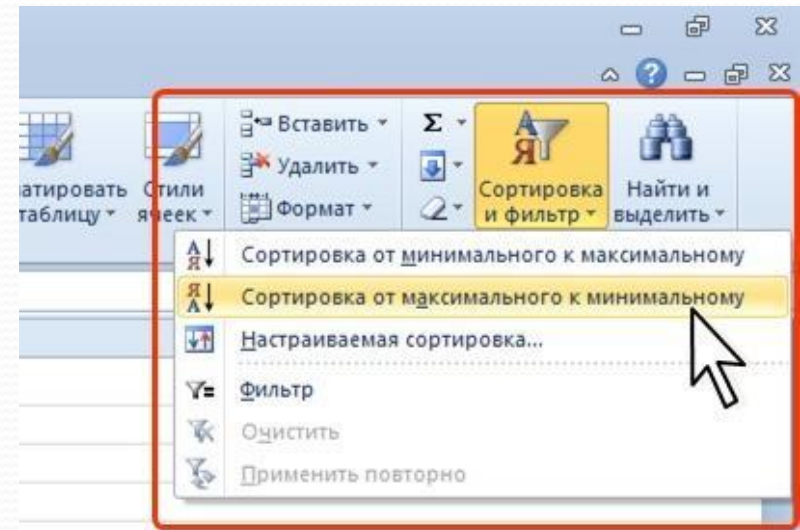 Вставить
Удалить
Формат
Σ
атировать
таблицу
Стили
ячеек
Сортировка
и фильтр
Найти и
выделить
Сортировка от минимального к максимальному
Сортировка от максимального к минимальному
Настраиваемая сортировка...
Фильтр
Очистить
Применить повторно